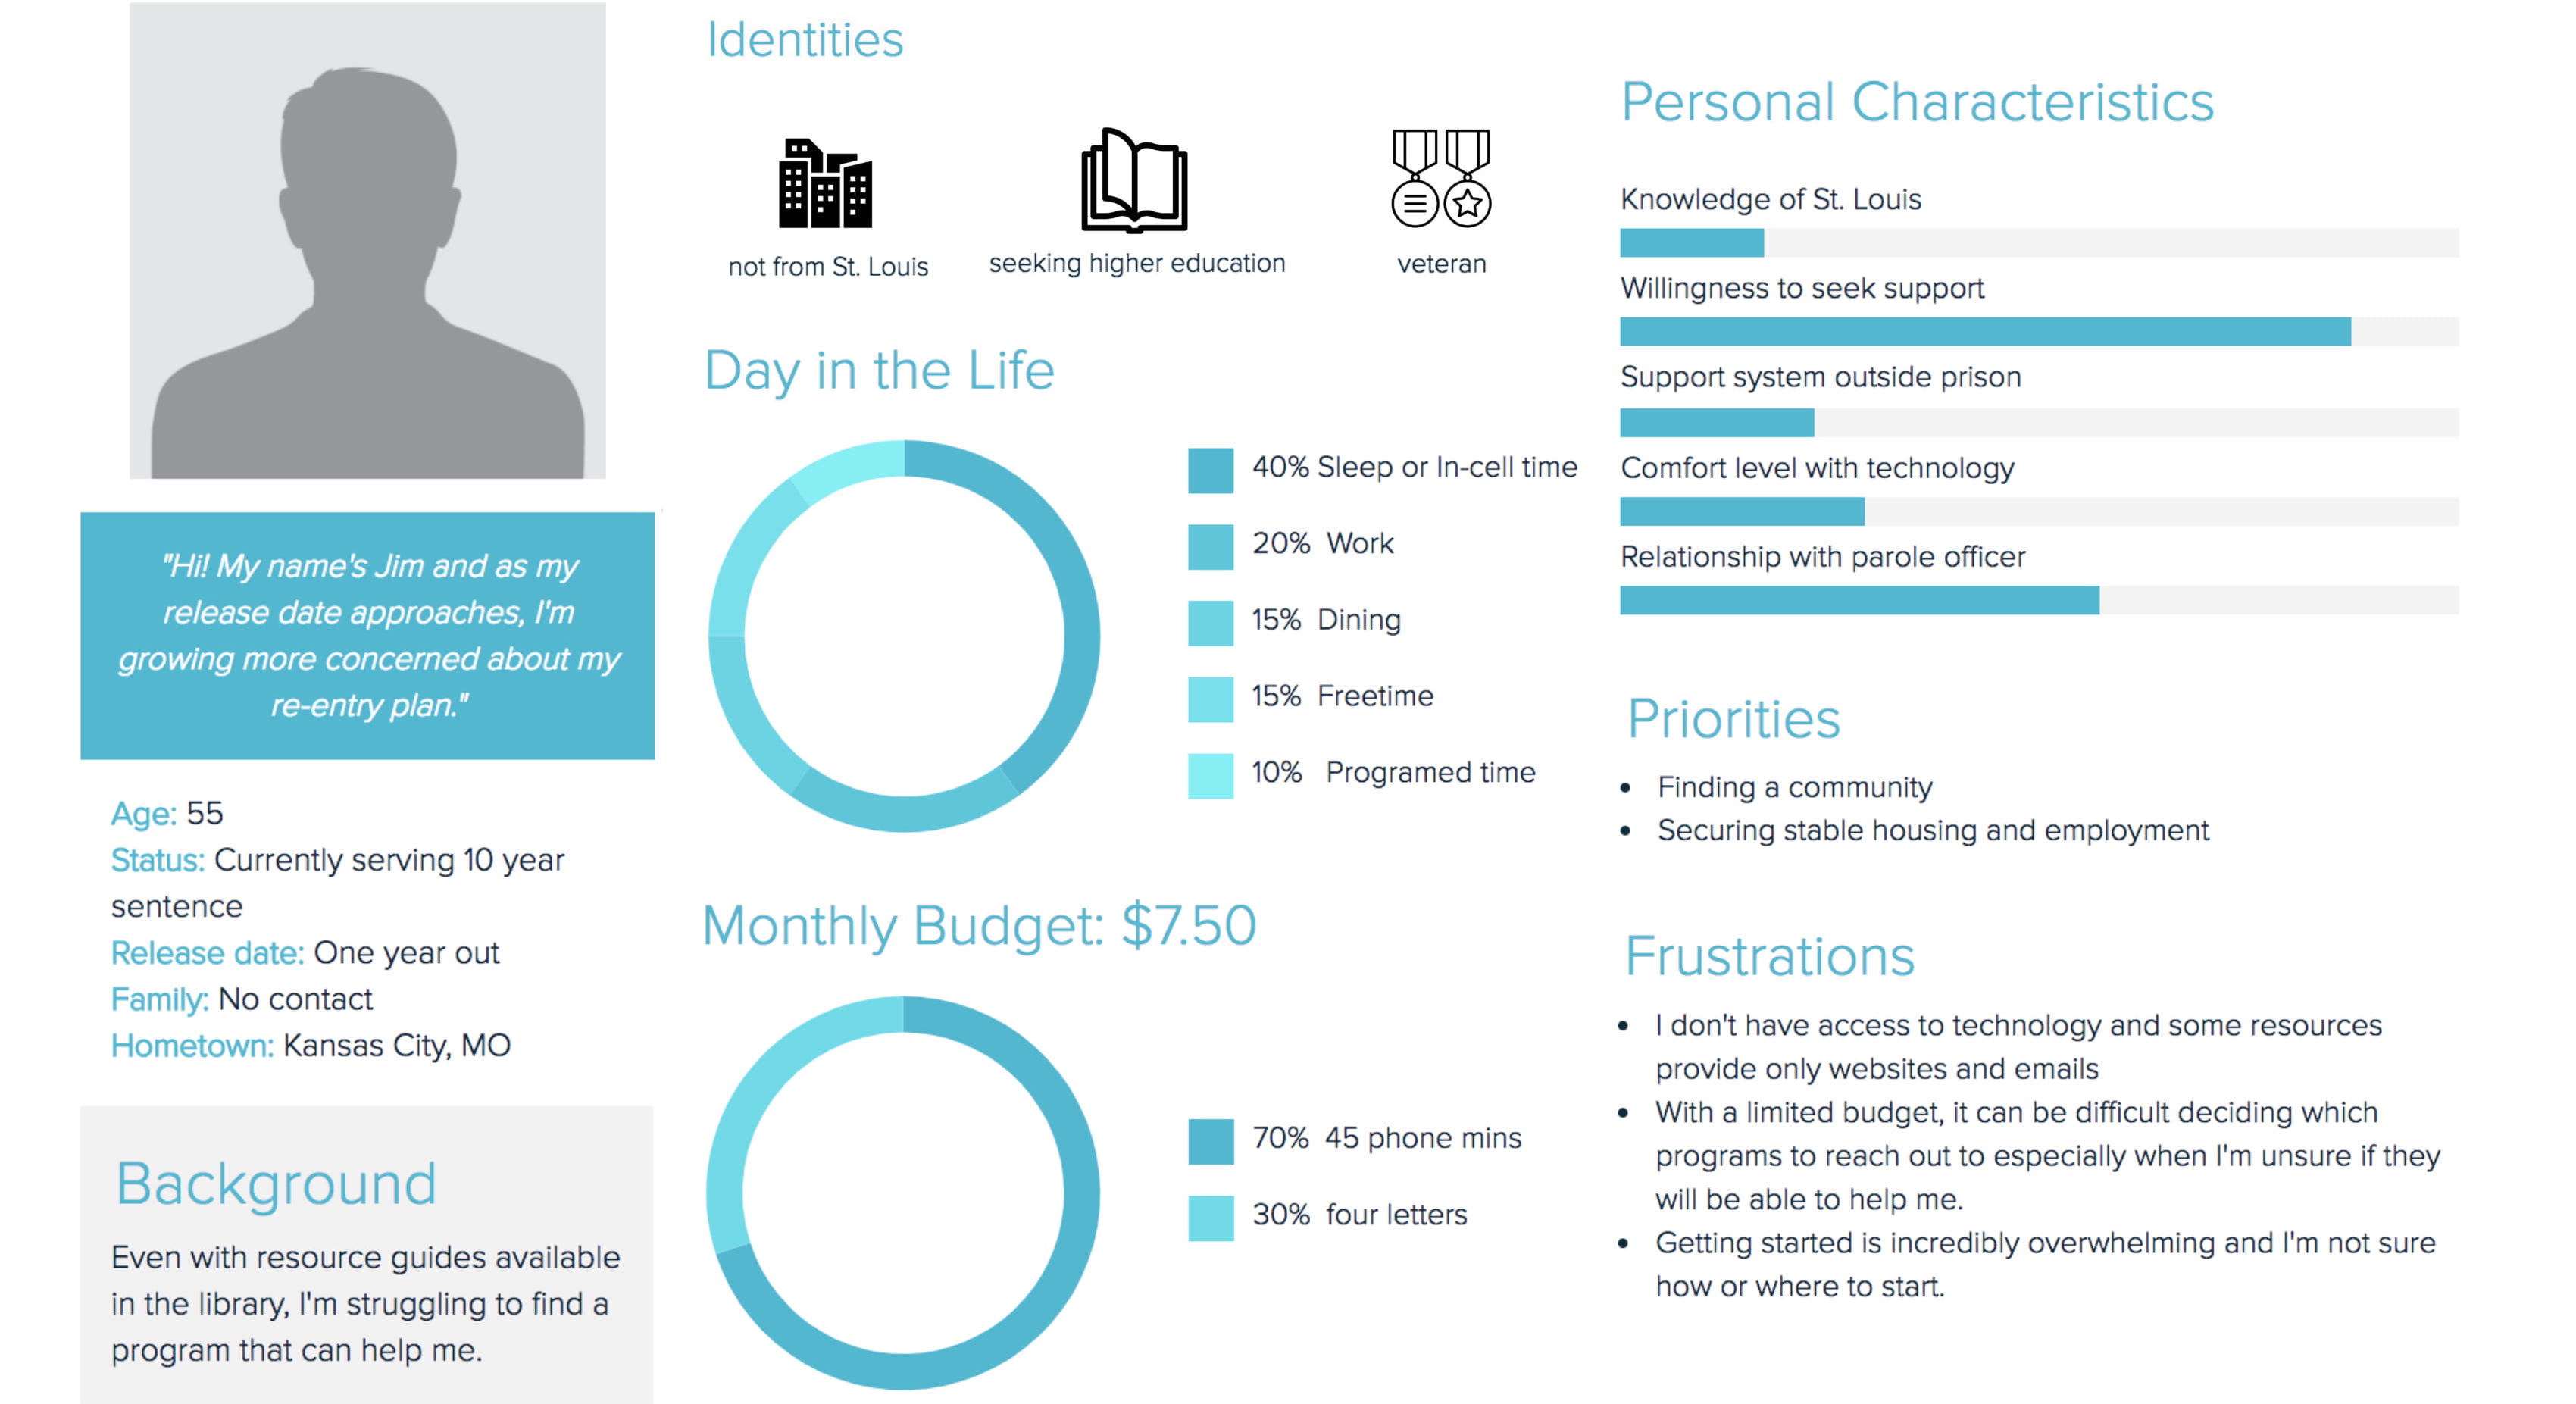 "Hi! My name's Jim and as my
release date approaches, I'm
growing more concerned about my
re-entry plan."
Age: 55
Status: Currently serving 10 year
sentence
Release date: One year out
Family: No contact
Hometown: Kansas City, MO
Background
Even with resource guides available
in the library, I'm struggling to find a
program that can help me.
Identities
not from St. Louis
seeking higher education
veteran
Day in the Life
40% Sleep or In-cell time
20% Work
15% Dining
15% Freetime
10% Programed time
Monthly Budget: $7.50
70% 45 phone mins
30% four letters
Personal Characteristics
Knowledge of St. Louis
Willingness to seek support
Support system outside prison
Comfort level with technology
Relationship with parole officer
Priorities
• Finding a community
• Securing stable housing and employment
Frustrations
• I don't have access to technology and some resources
provide only websites and emails
• With a limited budget, it can be difficult deciding which
programs to reach out to especially when I'm unsure if they
will be able to help me.
• Getting started is incredibly overwhelming and I'm not sure
how or where to start.